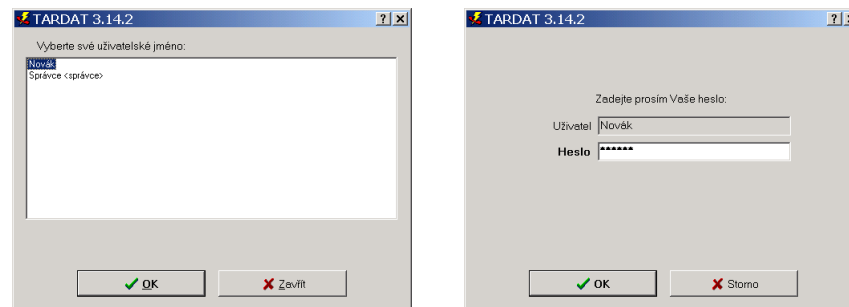 TARDAT 3.14.2
Vyberte své uživatelské jméno:
Novák
Správce <správce>
OK
Zavřít
TARDAT 3.14.2
Zadejte prosím Vaše heslo:
Uživatel Novák
Heslo ******
OK
Storno